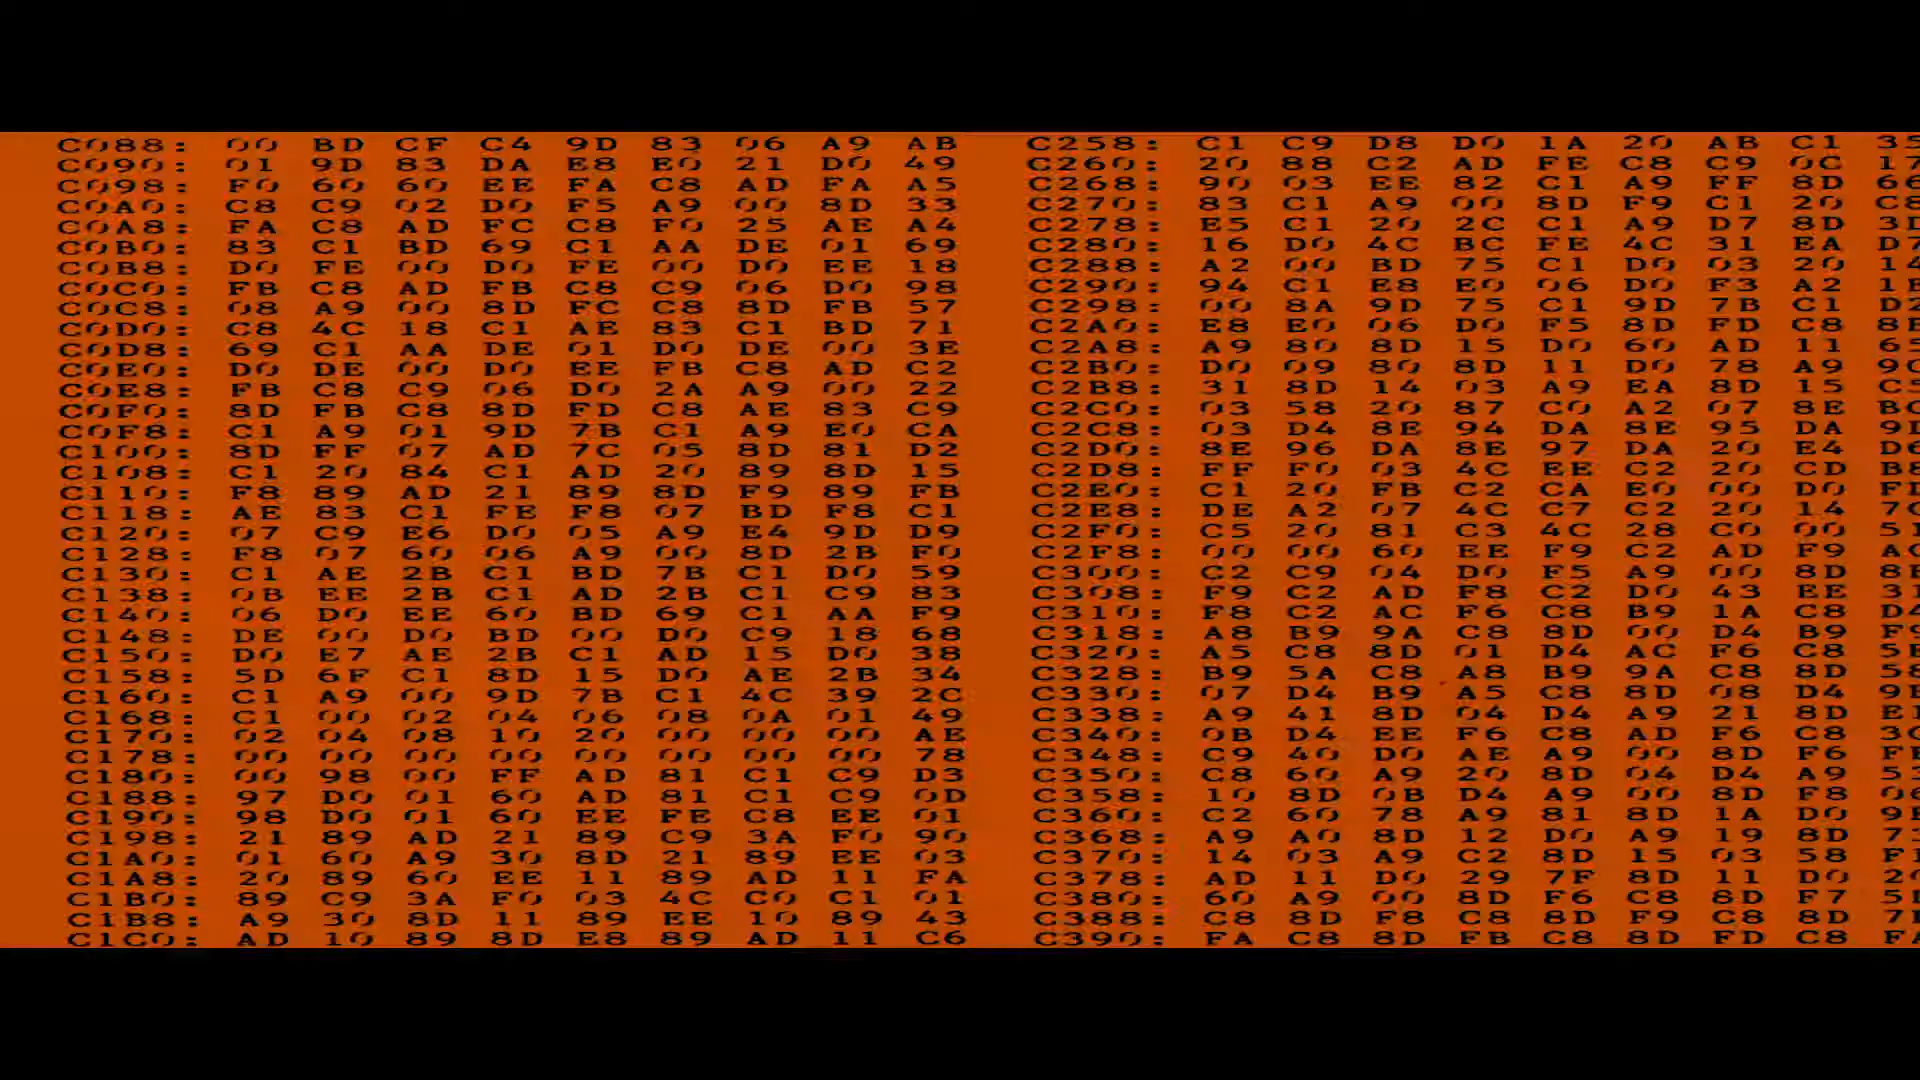 C088: 00 BD CF C4 9D 83 06 A9 AB
C090: 01 9D 83 DA E8 E0 21 D0 49
C098: F0 60 60 EE FA C8 AD FA A5
C0A0: C8 C9 02 D0 F5 A9 00 8D 33
C0A8: FA C8 AD FC C8 F0 25 AE A4
C0B0: 83 C1 BD 69 C1 AA DE 01 69
C0B8: D0 FE 00 D0 FE 00 D0 EE 18
C0C0: FB C8 AD FB C8 C9 06 D0 98
C0C8: 08 A9 00 8D FC C8 8D FB 57
C0D0: C8 4C 18 C1 AE 83 C1 BD 71
C0D8: 69 C1 AA DE 01 D0 DE 00 3E
C0E0: D0 DE 00 D0 EE FB C8 AD C2
C0E8: FB C8 C9 06 D0 2A A9 00 22
C0F0: 8D FB C8 8D FD C8 AE 83 C9
C0F8: C1 A9 01 9D 7B C1 A9 E0 CA
C100: 8D FF 07 AD 7C 05 8D 81 D2
C108: C1 20 84 C1 AD 20 89 8D 15
C110: F8 89 AD 21 89 8D F9 89 FB
C118: AE 83 C1 FE F8 07 BD F8 C1
C120: 07 C9 E6 D0 05 A9 E4 9D D9
C128: F8 07 60 06 A9 00 8D 2B F0
C130: C1 AE 2B C1 BD 7B C1 D0 59
C138: 0B EE 2B C1 AD 2B C1 C9 83
C140: 06 D0 EE 60 BD 69 C1 AA F9
C148: DE 00 D0 BD 00 D0 C9 18 68
C150: D0 E7 AE 2B C1 AD 15 D0 38
C158: 5D 6F C1 8D 15 D0 AE 2B 34
C160: C1 A9 00 9D 7B C1 4C 39 2C
C168: C1 00 02 04 06 08 0A 01 49
C170: 02 04 08 10 20 00 00 00 AE
C178: 00 00 00 00 00 00 00 00 78
C180: 00 98 00 FF AD 81 C1 C9 D3
C188: 97 D0 01 60 AD 81 C1 C9 0D
C190: 98 D0 01 60 EE FE C8 EE 01
C198: 21 89 AD 21 89 C9 3A F0 90
C1A0: 01 60 A9 30 8D 21 89 EE 03
C1A8: 20 89 60 EE 11 89 AD 11 FA
C1B0: 89 C9 3A F0 03 4C C0 C1 01
C1B8: A9 30 8D 11 89 EE 10 89 43
C1C0: AD 10 89 8D E8 89 AD 11 C6
C258: C1 C9 D8 D0 1A 20 AB C1 35
C260: 20 88 C2 AD FE C8 C9 0C 17
C268: 90 03 EE 82 C1 A9 FF 8D 66
C270: 83 C1 A9 00 8D F9 C1 20 C8
C278: E5 C1 20 2C C1 A9 D7 8D 3D
C280: 16 D0 4C BC FE 4C 31 EA D7
C288: A2 00 BD 75 C1 D0 03 20 14
C290: 94 C1 E8 E0 06 D0 F3 A2
C298: 00 8A 9D 75 C1 9D 7B C1 D2
C2A0: E8 E0 06 D0 F5 8D FD C8
C2A8: A9 80 8D 15 D0 60 AD 11 65
C2B0: D0 09 80 8D 11 D0 78 A9 9C
C2B8: 31 8D 14 03 A9 EA 8D 15 C5
C2C0: 03 58 20 87 C0 A2 07 8E
C2C8: 03 D4 8E 94 DA 8E 95 DA
C2D0: 8E 96 DA 8E 97 DA 20 E4
C2D8: FF F0 03 4C EE C2 20 CD
C2E0: C1 20 FB C2 CA E0 00 D0
C2E8: DE A2 07 4C C7 C2 20 14
C2F0: C5 20 81 C3 4C 28 C0 00 51
C2F8: 00 00 60 EE F9 C2 AD F9
C300: C2 C9 04 D0 F5 A9 00 8D
C308: F9 C2 AD F8 C2 D0 43 EE 31
C310: F8 C2 AC F6 C8 B9 1A C8 D4
C318: A8 B9 9A C8 8D 00 D4 B9
C320: A5 C8 8D 01 D4 AC F6 C8
C328: B9 5A C8 A8 B9 9A C8 8D 58
C330: 07 D4 B9 A5 C8 8D 08 D4
C338: A9 41 8D 04 D4 A9 21 8D
C340: 0B D4 EE F6 C8 AD F6 C8
C348: C9 40 D0 AE A9 00 8D F6
C350: C8 60 A9 20 8D 04 D4 A9 53
C358: 10 8D 0B D4 A9 00 8D F8 06
C360: C2 60 78 A9 81 8D 1A D0
C368: A9 A0 8D 12 D0 A9 19 8D
C370: 14 03 A9 C2 8D 15 03 58
C378: AD 11 D0 29 7F 8D 11 D0
C380: 60 A9 00 8D F6 C8 8D F7
C388: C8 8D F8 C8 8D F9 C8 8D
C390: FA C8 8D FB C8 8D FD C8